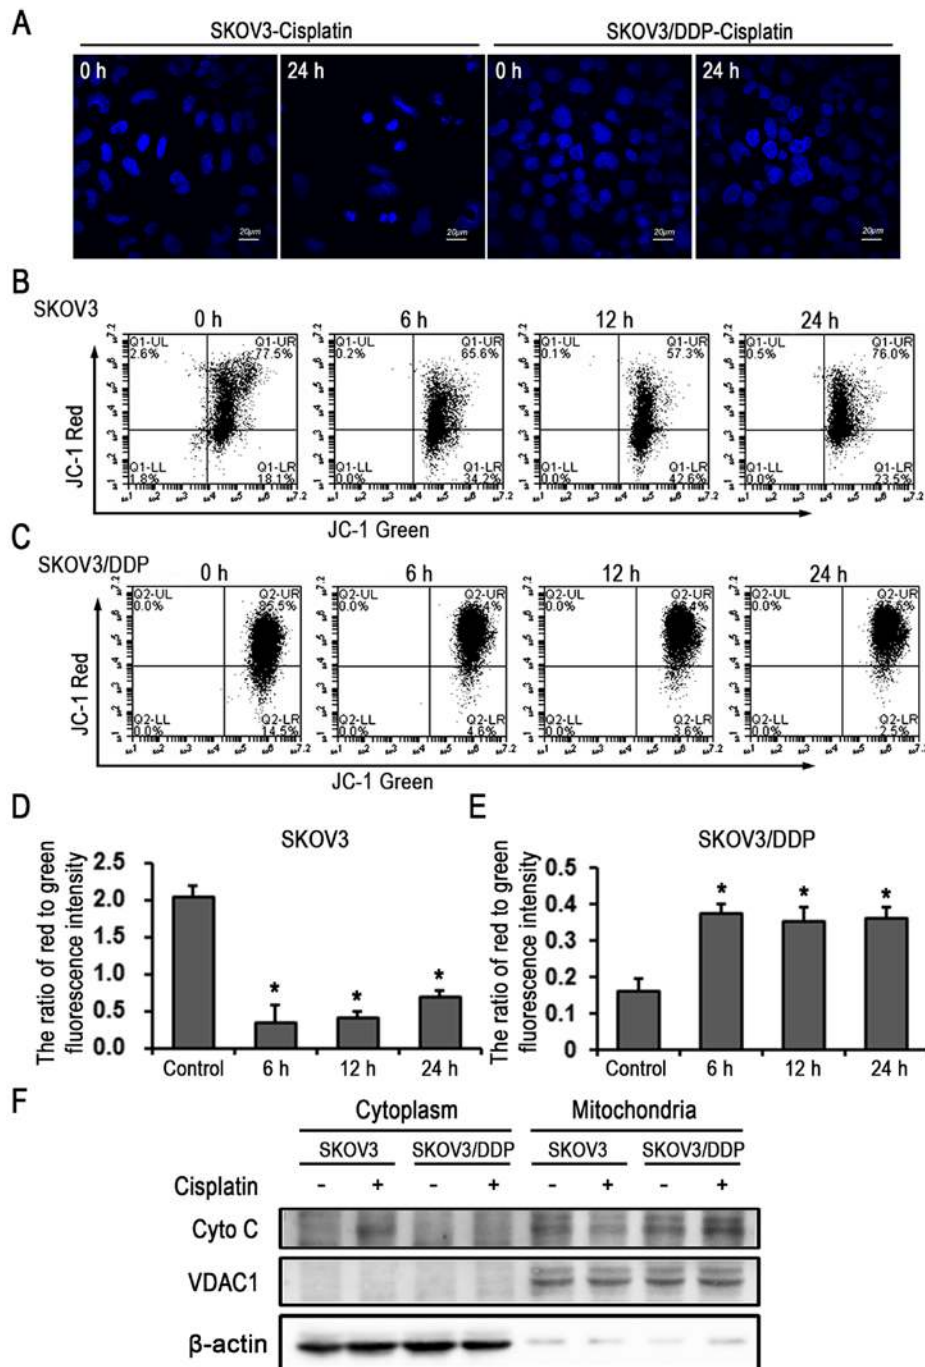 A
SKOV3-Cisplatin SKOV3/DDP-Cisplatin
0 h 24 h 0 h 24 h
20μm 20μm 20μm 20μm
B
SKOV3
0 h 6 h 12 h 24 h
Q1-UL Q1-UR Q1-UL Q1-UR Q1-UL Q1-UR Q1-UL Q1-UR
2.6% 77.5% 0.2% 65.6% 0.1% 57.3% 0.5% 76.0%
JC-1 Red
Q1-LL Q1-LR Q1-LL Q1-LR Q1-LL Q1-LR Q1-LL Q1-LR
1.8% 18.1% 0.0% 34.2% 0.0% 42.6% 0.0% 23.5%
JC-1 Green
C
SKOV3/DDP
0 h 6 h 12 h 24 h
Q2-UL Q2-UR Q2-UL Q2-UR Q2-UL Q2-UR Q2-UL Q2-UR
0.0% 0.0% 0.0% 0.0%
JC-1 Red
Q2-LL Q2-LR Q2-LL Q2-LR Q2-LL Q2-LR Q2-LL Q2-LR
0.0% 14.5% 0.0% 4.6% 0.0% 3.6% 0.0% 2.5%
JC-1 Green
D
SKOV3
The ratio of red to green
fluorescence intensity
2.5
2.0
1.5
1.0
0.5
0.0
* * *
Control 6 h 12 h 24 h
E
SKOV3/DDP
The ratio of red to green
fluorescence intensity
0.5
0.4
0.3
0.2
0.1
0
* * *
Control 6 h 12 h 24 h
F
Cytoplasm Mitochondria
SKOV3 SKOV3/DDP SKOV3 SKOV3/DDP
Cisplatin - + - + - + - +
Cyto C
VDAC1
β-actin